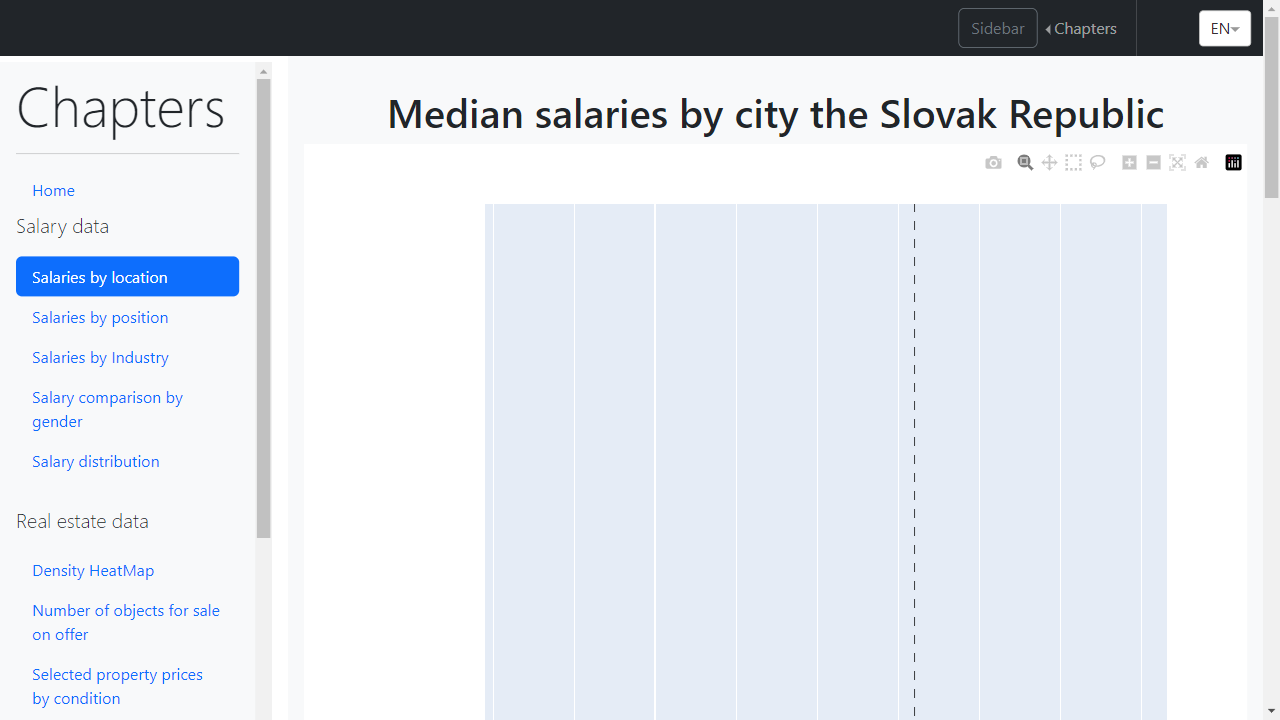 Sidebar
Chapters
EN
Chapters
Home
Salary data
Salaries by location
Salaries by position
Salaries by Industry
Salary comparison by
gender
Salary distribution
Real estate data
Density HeatMap
Number of objects for sale
on offer
Selected property prices
by condition
Median salaries by city the Slovak Republic